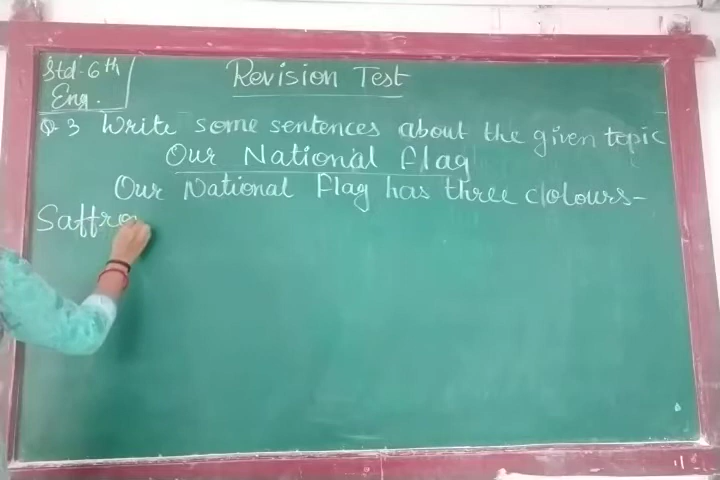 Std: 6th
Eng.
Revision Test
Q 3 Write some sentences about the given topic
Our National Flag
Our National Flag has three colours-
Saffron